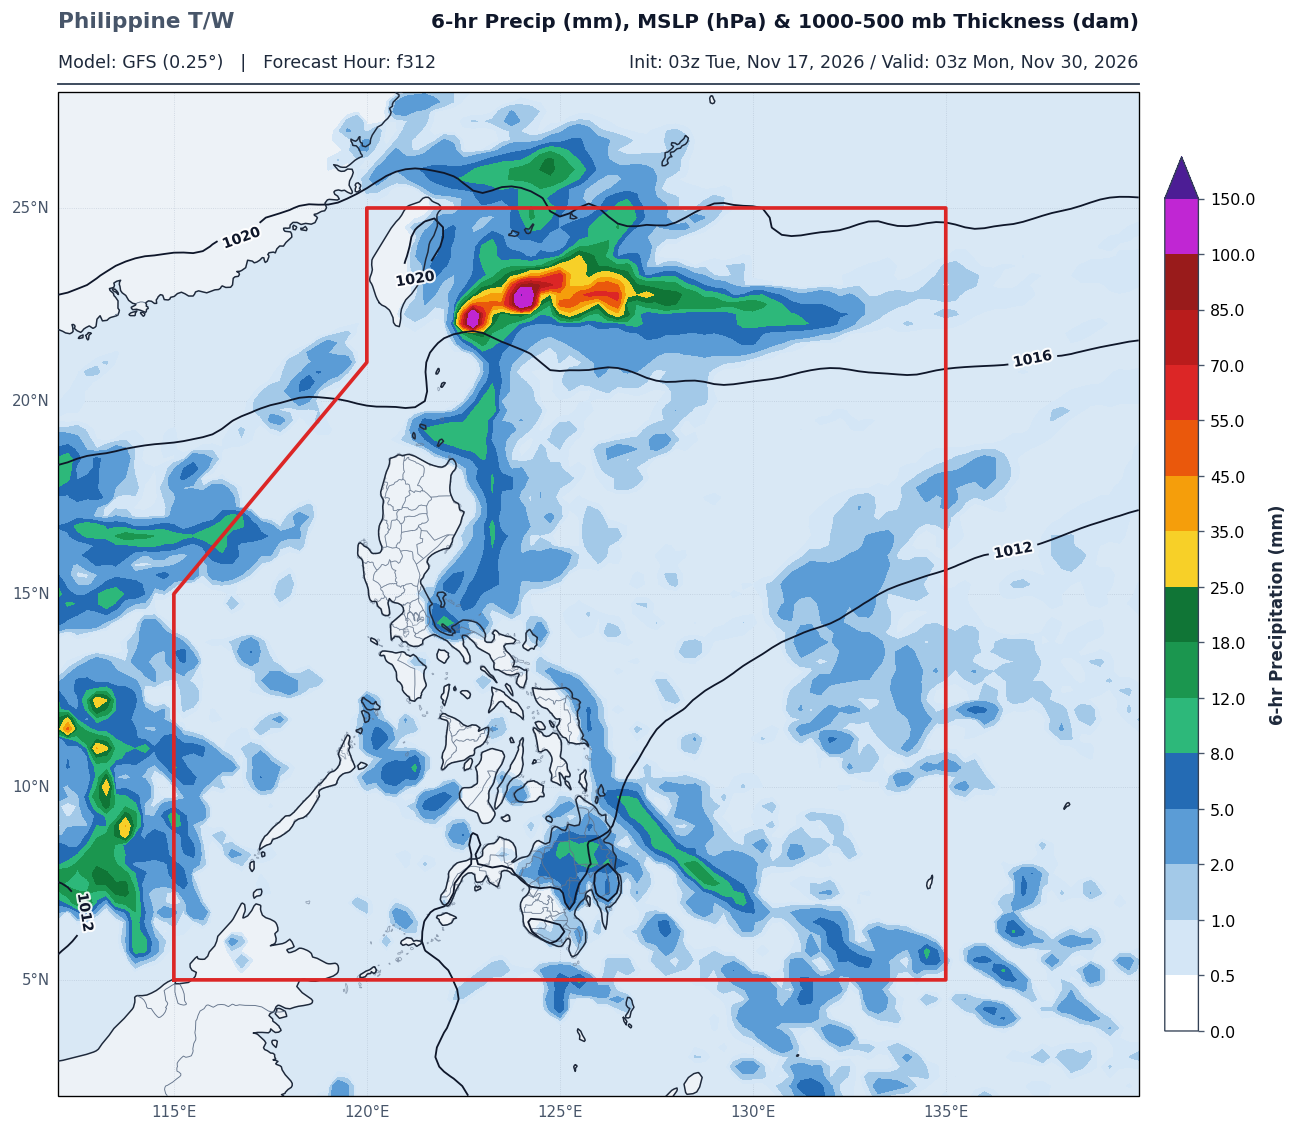 Philippine T/W
6-hr Precip (mm), MSLP (hPa) & 1000-500 mb Thickness (dam)
Model: GFS (0.25°) | Forecast Hour: f312
Init: 03z Tue, Nov 17, 2026 / Valid: 03z Mon, Nov 30, 2026
25°N
20°N
15°N
10°N
5°N
115°E
120°E
125°E
130°E
135°E
1020
1020
1016
1012
1012
150.0
100.0
85.0
70.0
55.0
45.0
35.0
25.0
18.0
12.0
8.0
5.0
2.0
1.0
0.5
0.0
6-hr Precipitation (mm)